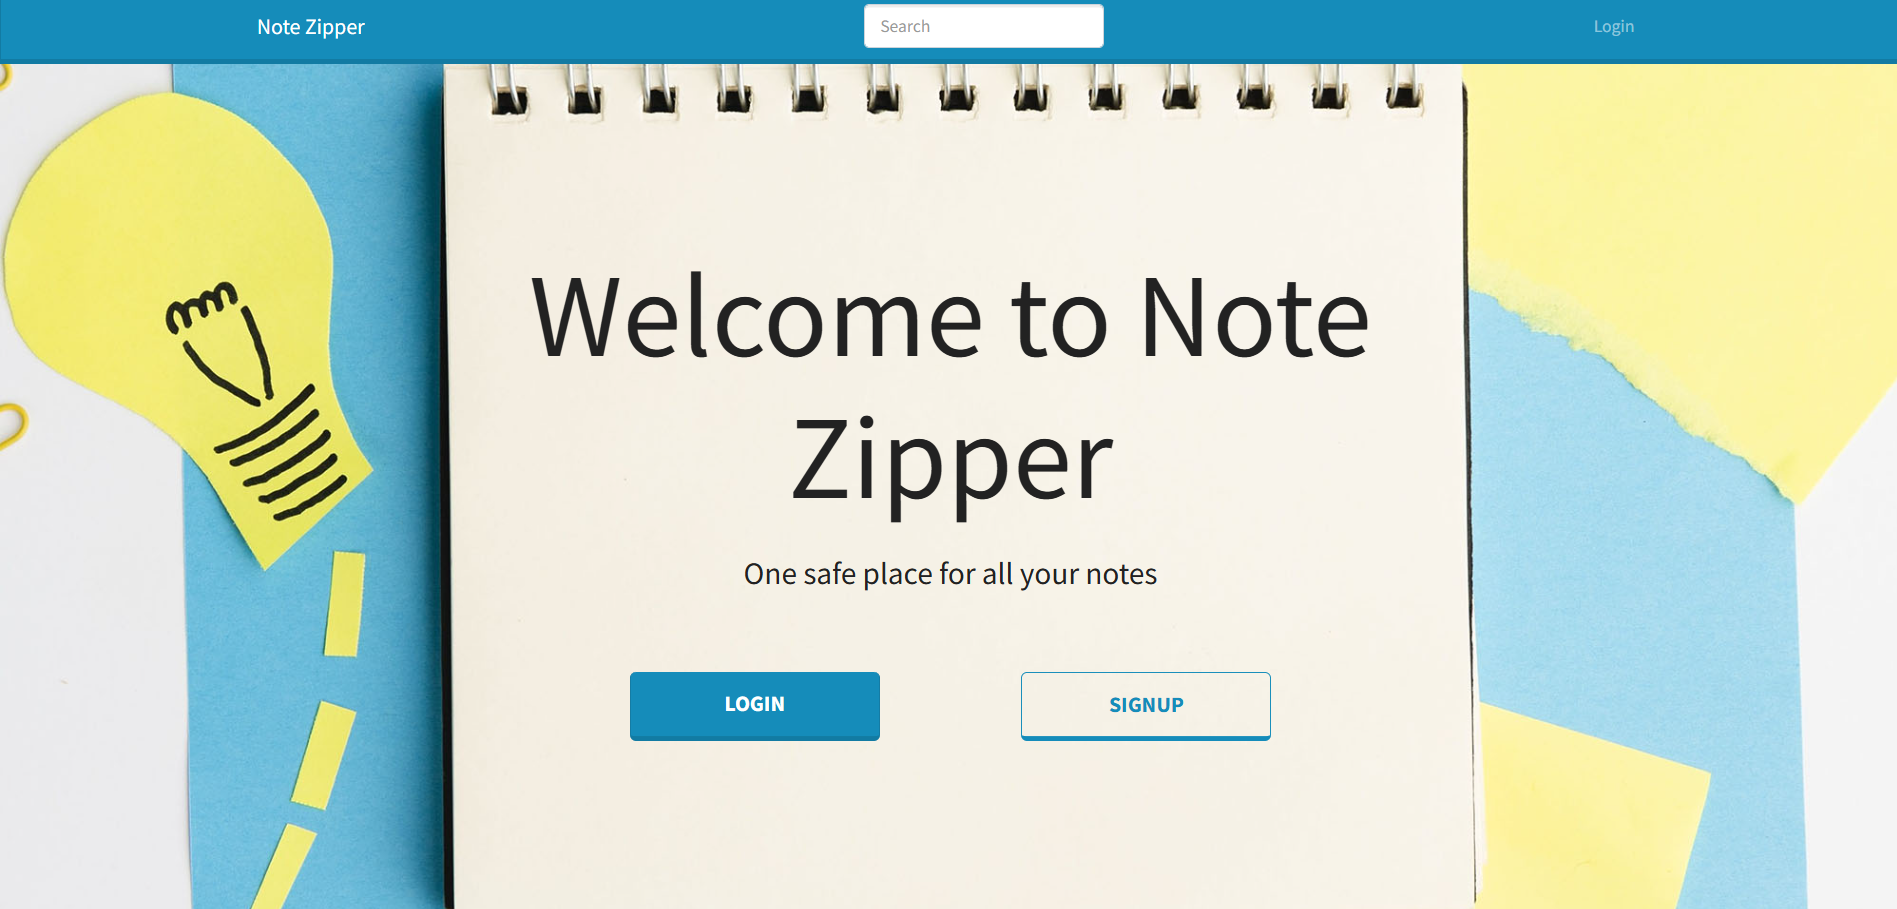 Note Zipper
Search
Login
Welcome to Note
Zipper
One safe place for all your notes
LOGIN
SIGNUP